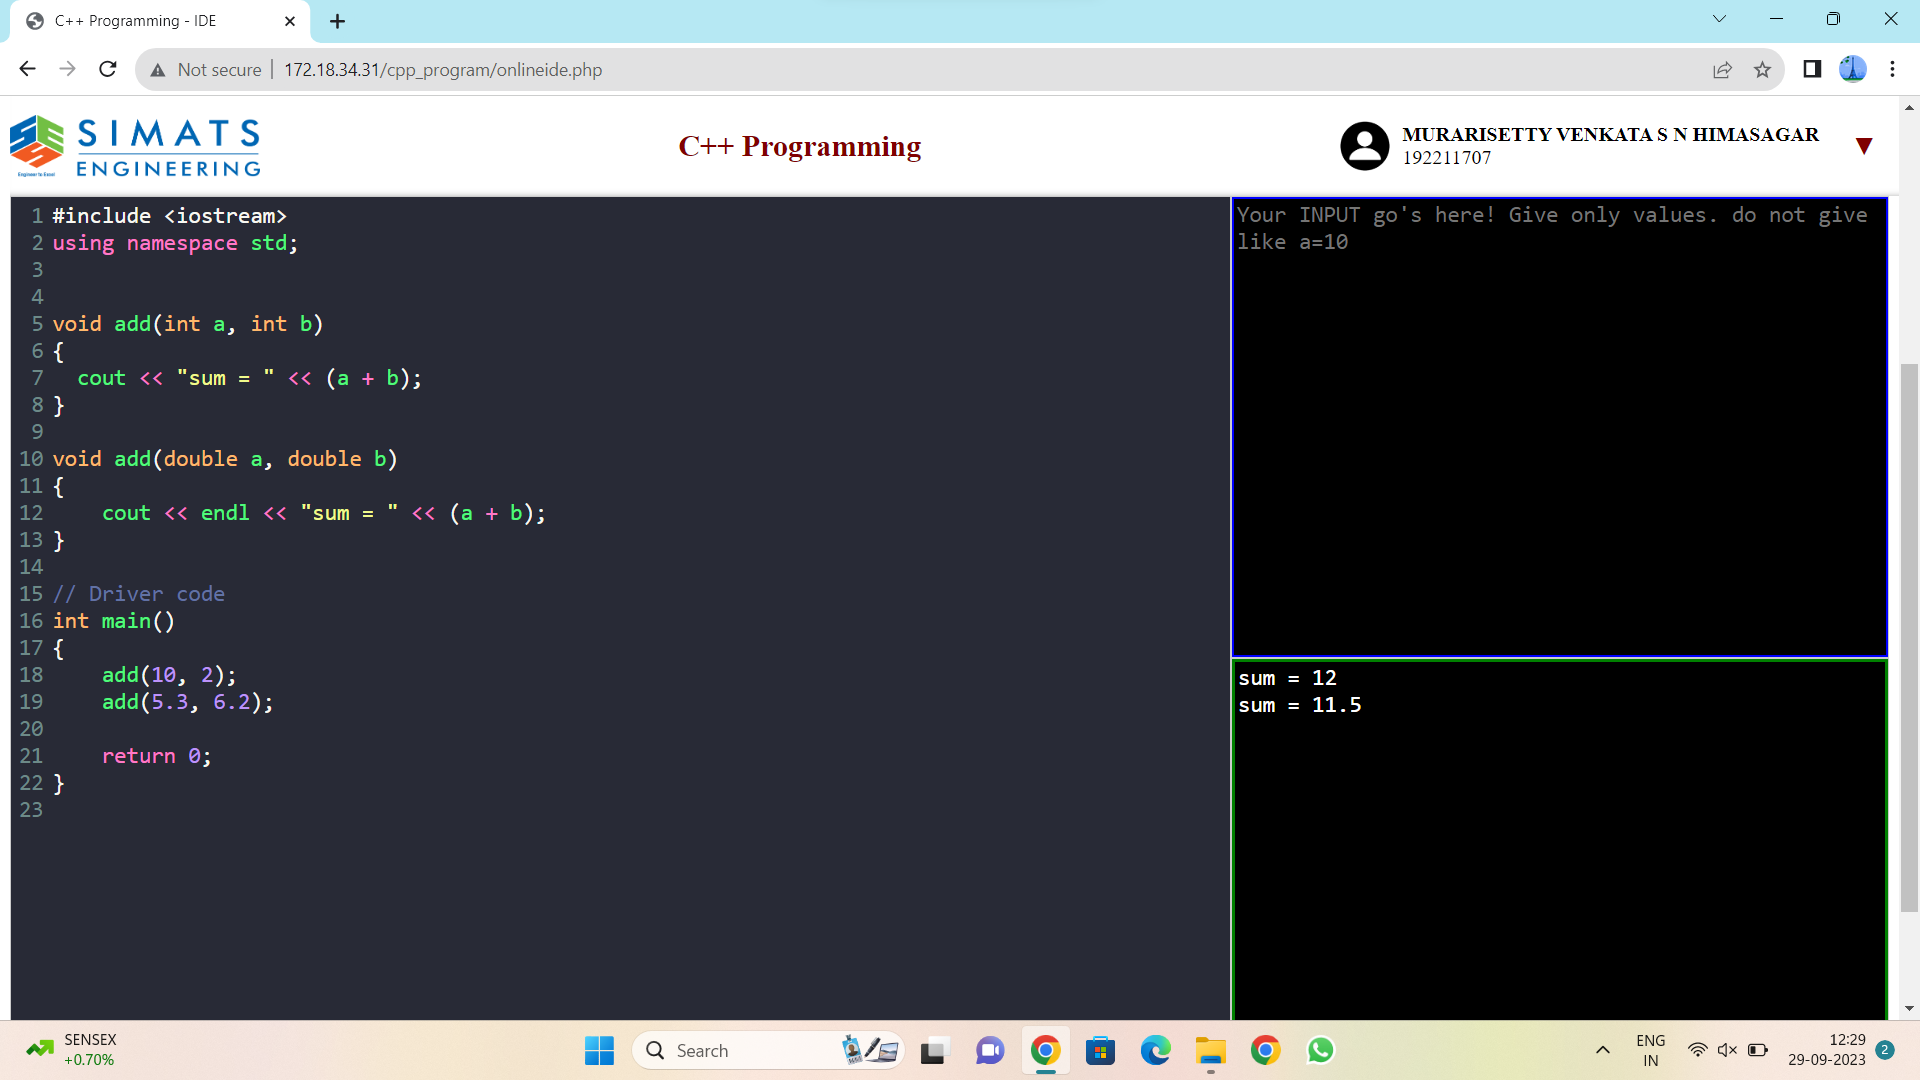 C++ Programming - IDE
Not secure
172.18.34.31/cpp_program/onlineide.php
SIMATS
ENGINEERING
Engineer to Excel
C++ Programming
MURARISETTY VENKATA S N HIMASAGAR
192211707
1 #include <iostream>
2 using namespace std;
3
4
5 void add(int a, int b)
6 {
7   cout << "sum = " << (a + b);
8 }
9
10 void add(double a, double b)
11 {
12     cout << endl << "sum = " << (a + b);
13 }
14
15 // Driver code
16 int main()
17 {
18     add(10, 2);
19     add(5.3, 6.2);
20
21     return 0;
22 }
23
Your INPUT go's here! Give only values. do not give
like a=10
sum = 12
sum = 11.5
SENSEX
+0.70%
Search
ENG
IN
12:29
29-09-2023
2